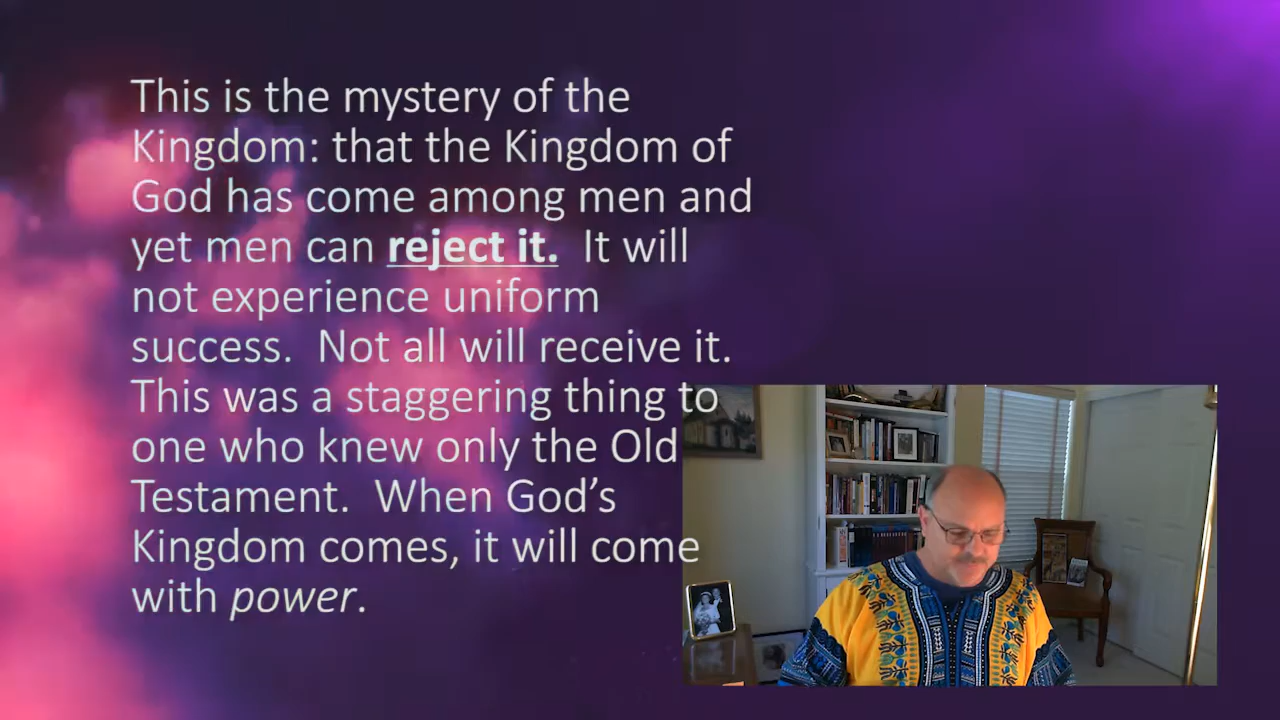 This is the mystery of the
Kingdom: that the Kingdom of
God has come among men and
yet men can reject it.  It will
not experience uniform
success.  Not all will receive it.
This was a staggering thing to
one who knew only the Old
Testament.  When God’s
Kingdom comes, it will come
with power.